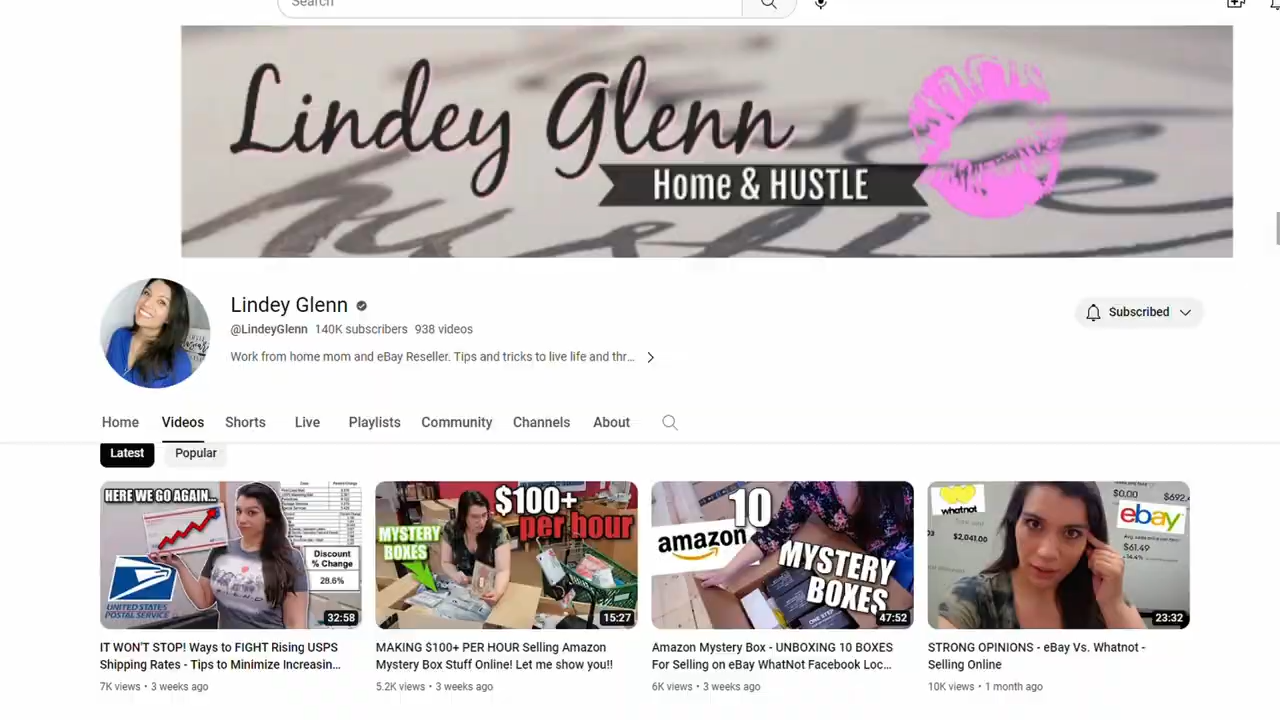 Search
Lindey Glenn
Home & HUSTLE
Lindey Glenn
@LindeyGlenn 140K subscribers 938 videos
Subscribed
Work from home mom and eBay Reseller. Tips and tricks to live life and thr...
Home Videos Shorts Live Playlists Community Channels About
Latest Popular
HERE WE GO AGAIN...
Discount
% Change
28.6%
UNITED STATES
POSTAL SERVICE
32:58
$100+
per hour
MYSTERY
BOXES
15:27
10
amazon
MYSTERY
BOXES
47:52
whatnot
$2,041.00
$0.00
$692.
ebay
$61.49
23:32
IT WON'T STOP! Ways to FIGHT Rising USPS
Shipping Rates - Tips to Minimize Increasin...
7K views • 3 weeks ago
MAKING $100+ PER HOUR Selling Amazon
Mystery Box Stuff Online! Let me show you!!
5.2K views • 3 weeks ago
Amazon Mystery Box - UNBOXING 10 BOXES
For Selling on eBay WhatNot Facebook Loc...
6K views • 3 weeks ago
STRONG OPINIONS - eBay Vs. Whatnot -
Selling Online
10K views • 1 month ago